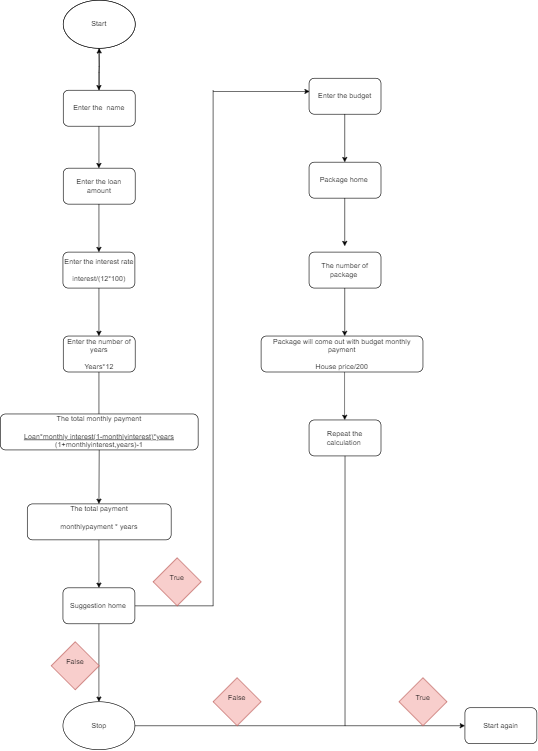 Start
Enter the name
Enter the loan
amount
Enter the interest rate
interest/(12*100)
Enter the number of
years
Years*12
The total monthly payment
Loan*monthly interest(1-monthlyinterest)*years
(1+monthlyinterest,years)-1
The total payment
monthlypayment * years
Suggestion home
True
False
Stop
Enter the budget
Package home
The number of
package
Package will come out with budget monthly
payment
House price/200
Repeat the
calculation
False
True
Start again